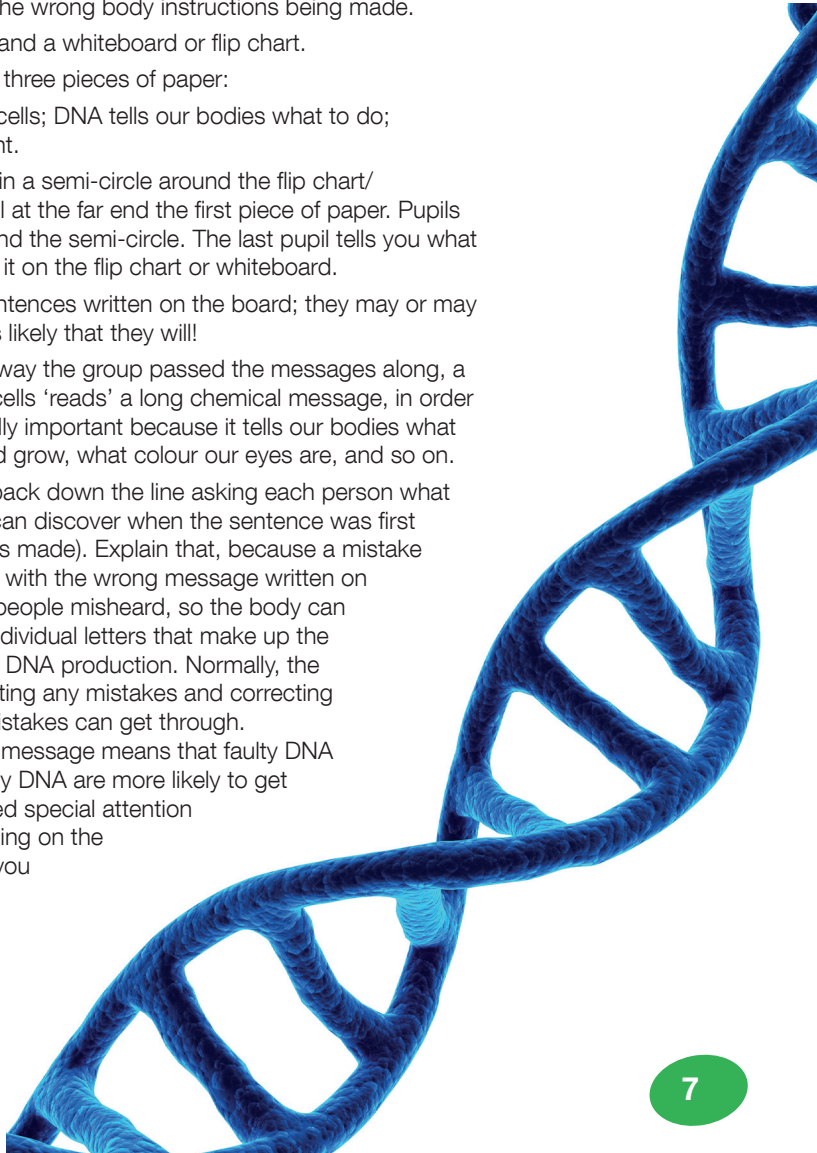 he wrong body instructions being made.
and a whiteboard or flip chart.
three pieces of paper:
cells; DNA tells our bodies what to do;
nt.
in a semi-circle around the flip chart/
l at the far end the first piece of paper. Pupils
nd the semi-circle. The last pupil tells you what
it on the flip chart or whiteboard.
ntences written on the board; they may or may
s likely that they will!
way the group passed the messages along, a
cells ‘reads’ a long chemical message, in order
lly important because it tells our bodies what
d grow, what colour our eyes are, and so on.
back down the line asking each person what
can discover when the sentence was first
s made). Explain that, because a mistake
with the wrong message written on
people misheard, so the body can
dividual letters that make up the
DNA production. Normally, the
ting any mistakes and correcting
istakes can get through.
message means that faulty DNA
y DNA are more likely to get
ed special attention
ing on the
you
7